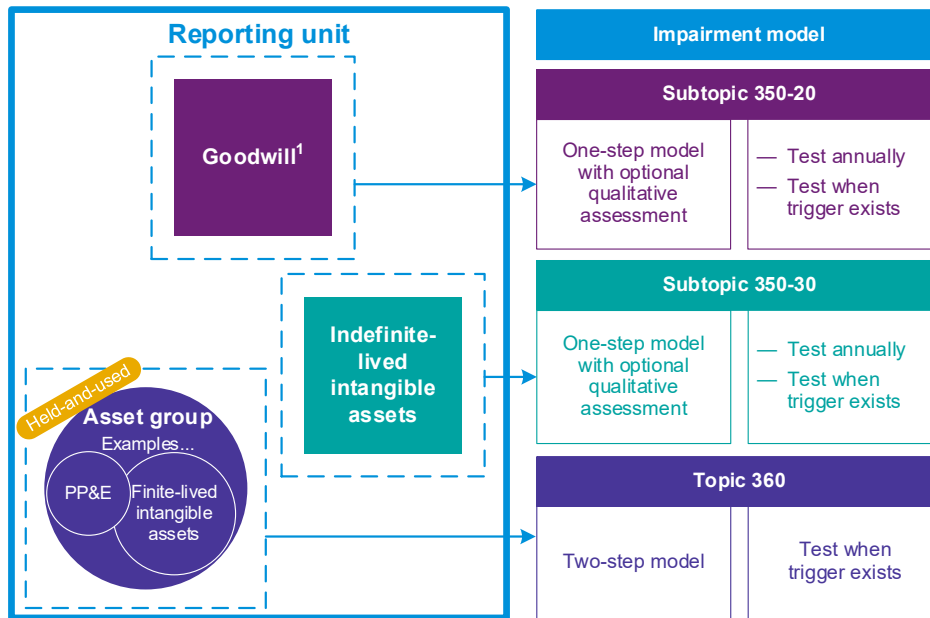 Reporting unit
Goodwill¹
Indefinite-
lived
intangible
assets
Held-and-used
Asset group
Examples...
PP&E
Finite-lived
intangible
assets
Impairment model
Subtopic 350-20
One-step model
with optional
qualitative
assessment
— Test annually
— Test when
trigger exists
Subtopic 350-30
One-step model
with optional
qualitative
assessment
— Test annually
— Test when
trigger exists
Topic 360
Two-step model
Test when
trigger exists